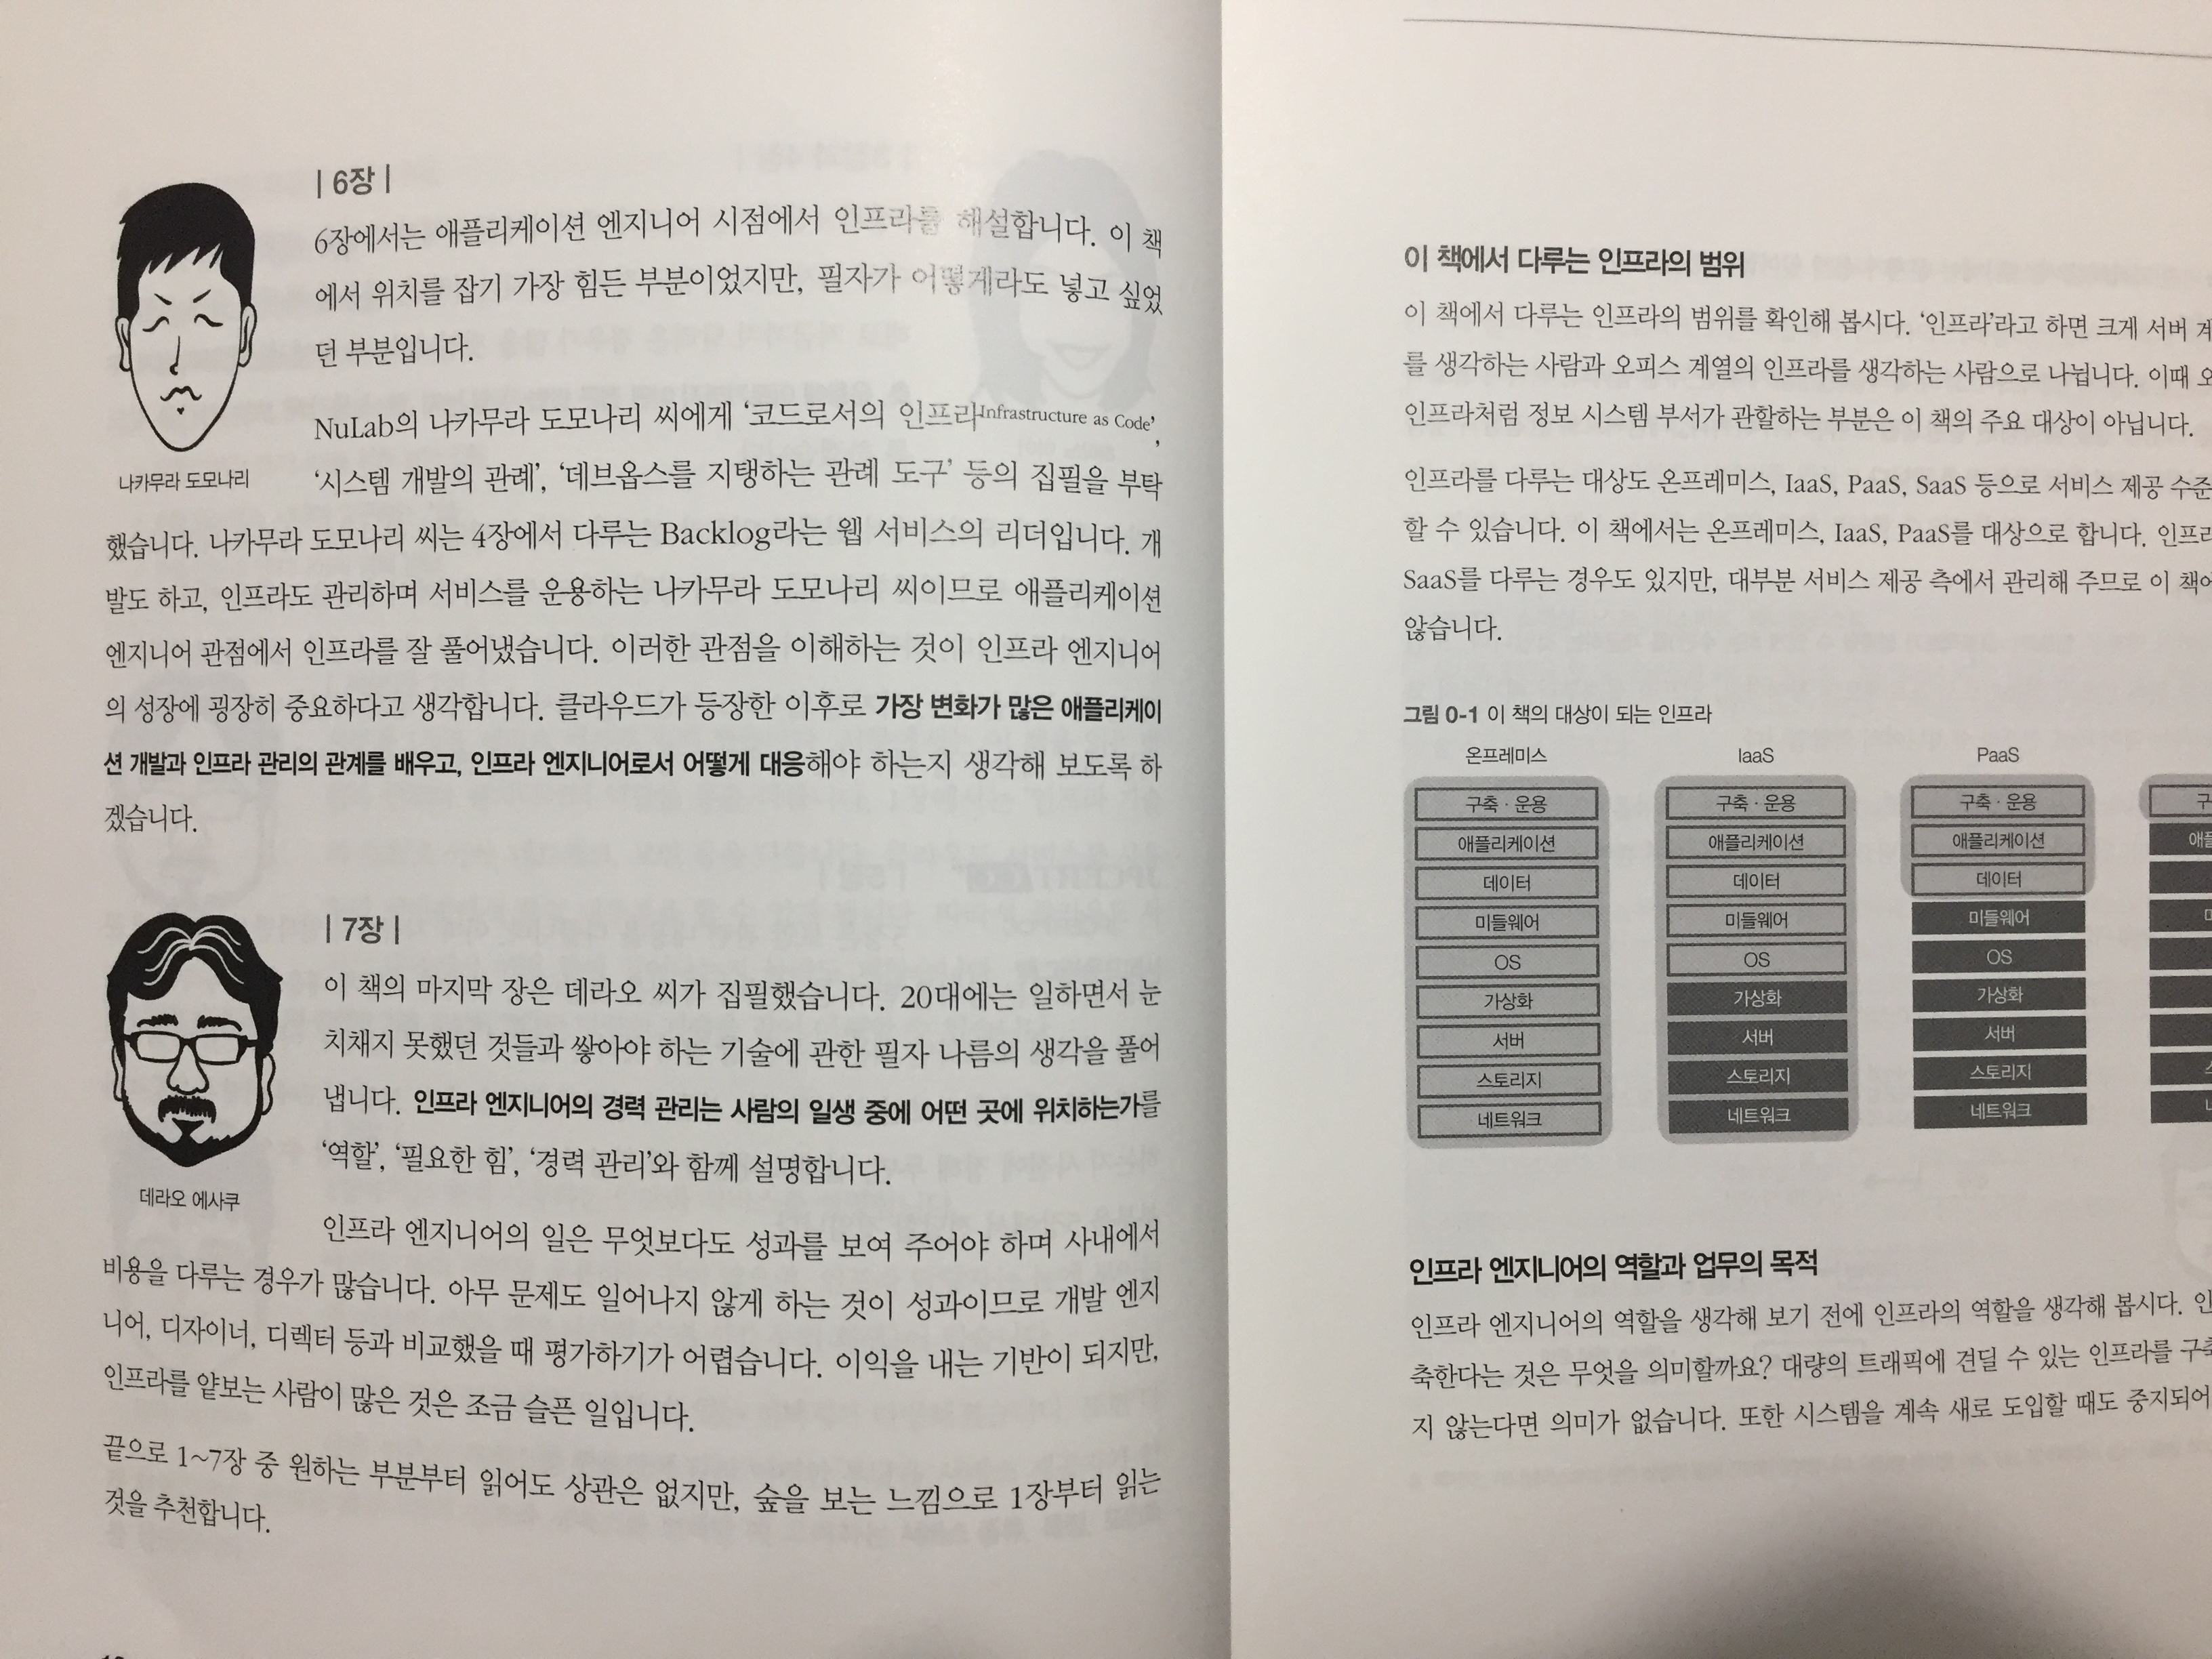 | 6장 |
6장에서는 애플리케이션 엔지니어 시점에서 인프라를 해설합니다. 이 책
에서 위치를 잡기 가장 힘든 부분이었지만, 필자가 어떻게라도 넣고 싶었
던 부분입니다.
NuLab의 나카무라 도모나리 씨에게 ‘코드로서의 인프라Infrastructure as Code’,
‘시스템 개발의 관례’, ‘데브옵스를 지탱하는 관례 도구’ 등의 집필을 부탁
나카무라 도모나리
했습니다. 나카무라 도모나리 씨는 4장에서 다루는 Backlog라는 웹 서비스의 리더입니다. 개
발도 하고, 인프라도 관리하며 서비스를 운용하는 나카무라 도모나리 씨이므로 애플리케이션
엔지니어 관점에서 인프라를 잘 풀어냈습니다. 이러한 관점을 이해하는 것이 인프라 엔지니어
의 성장에 굉장히 중요하다고 생각합니다. 클라우드가 등장한 이후로 가장 변화가 많은 애플리케이
션 개발과 인프라 관리의 관계를 배우고, 인프라 엔지니어로서 어떻게 대응해야 하는지 생각해 보도록 하
겠습니다.
| 7장 |
이 책의 마지막 장은 데라오 씨가 집필했습니다. 20대에는 일하면서 눈
치채지 못했던 것들과 쌓아야 하는 기술에 관한 필자 나름의 생각을 풀어
냅니다. 인프라 엔지니어의 경력 관리는 사람의 일생 중에 어떤 곳에 위치하는가를
‘역할’, ‘필요한 힘’, ‘경력 관리’와 함께 설명합니다.
데라오 에사쿠
인프라 엔지니어의 일은 무엇보다도 성과를 보여 주어야 하며 사내에서
비용을 다루는 경우가 많습니다. 아무 문제도 일어나지 않게 하는 것이 성과이므로 개발 엔지
니어, 디자이너, 디렉터 등과 비교했을 때 평가하기가 어렵습니다. 이익을 내는 기반이 되지만,
인프라를 얕보는 사람이 많은 것은 조금 슬픈 일입니다.
끝으로 1~7장 중 원하는 부분부터 읽어도 상관은 없지만, 숲을 보는 느낌으로 1장부터 읽는
것을 추천합니다.
이 책에서 다루는 인프라의 범위
이 책에서 다루는 인프라의 범위를 확인해 봅시다. ‘인프라’라고 하면 크게 서버 계
를 생각하는 사람과 오피스 계열의 인프라를 생각하는 사람으로 나뉩니다. 이때 오
인프라처럼 정보 시스템 부서가 관할하는 부분은 이 책의 주요 대상이 아닙니다.
인프라를 다루는 대상도 온프레미스, IaaS, PaaS, SaaS 등으로 서비스 제공 수준
할 수 있습니다. 이 책에서는 온프레미스, IaaS, PaaS를 대상으로 합니다. 인프라
SaaS를 다루는 경우도 있지만, 대부분 서비스 제공 측에서 관리해 주므로 이 책에
않습니다.
그림 0-1 이 책의 대상이 되는 인프라
온프레미스 IaaS PaaS
구축 · 운용 구축 · 운용 구축 · 운용 구
애플리케이션 애플리케이션 애플리케이션 애플
데이터 데이터 데이터
미들웨어 미들웨어 미들웨어
OS OS OS
가상화 가상화 가상화
서버 서버 서버
스토리지 스토리지 스토리지
네트워크 네트워크 네트워크
인프라 엔지니어의 역할과 업무의 목적
인프라 엔지니어의 역할을 생각해 보기 전에 인프라의 역할을 생각해 봅시다. 인
축한다는 것은 무엇을 의미할까요? 대량의 트래픽에 견딜 수 있는 인프라를 구축
지 않는다면 의미가 없습니다. 또한 시스템을 계속 새로 도입할 때도 중지되어